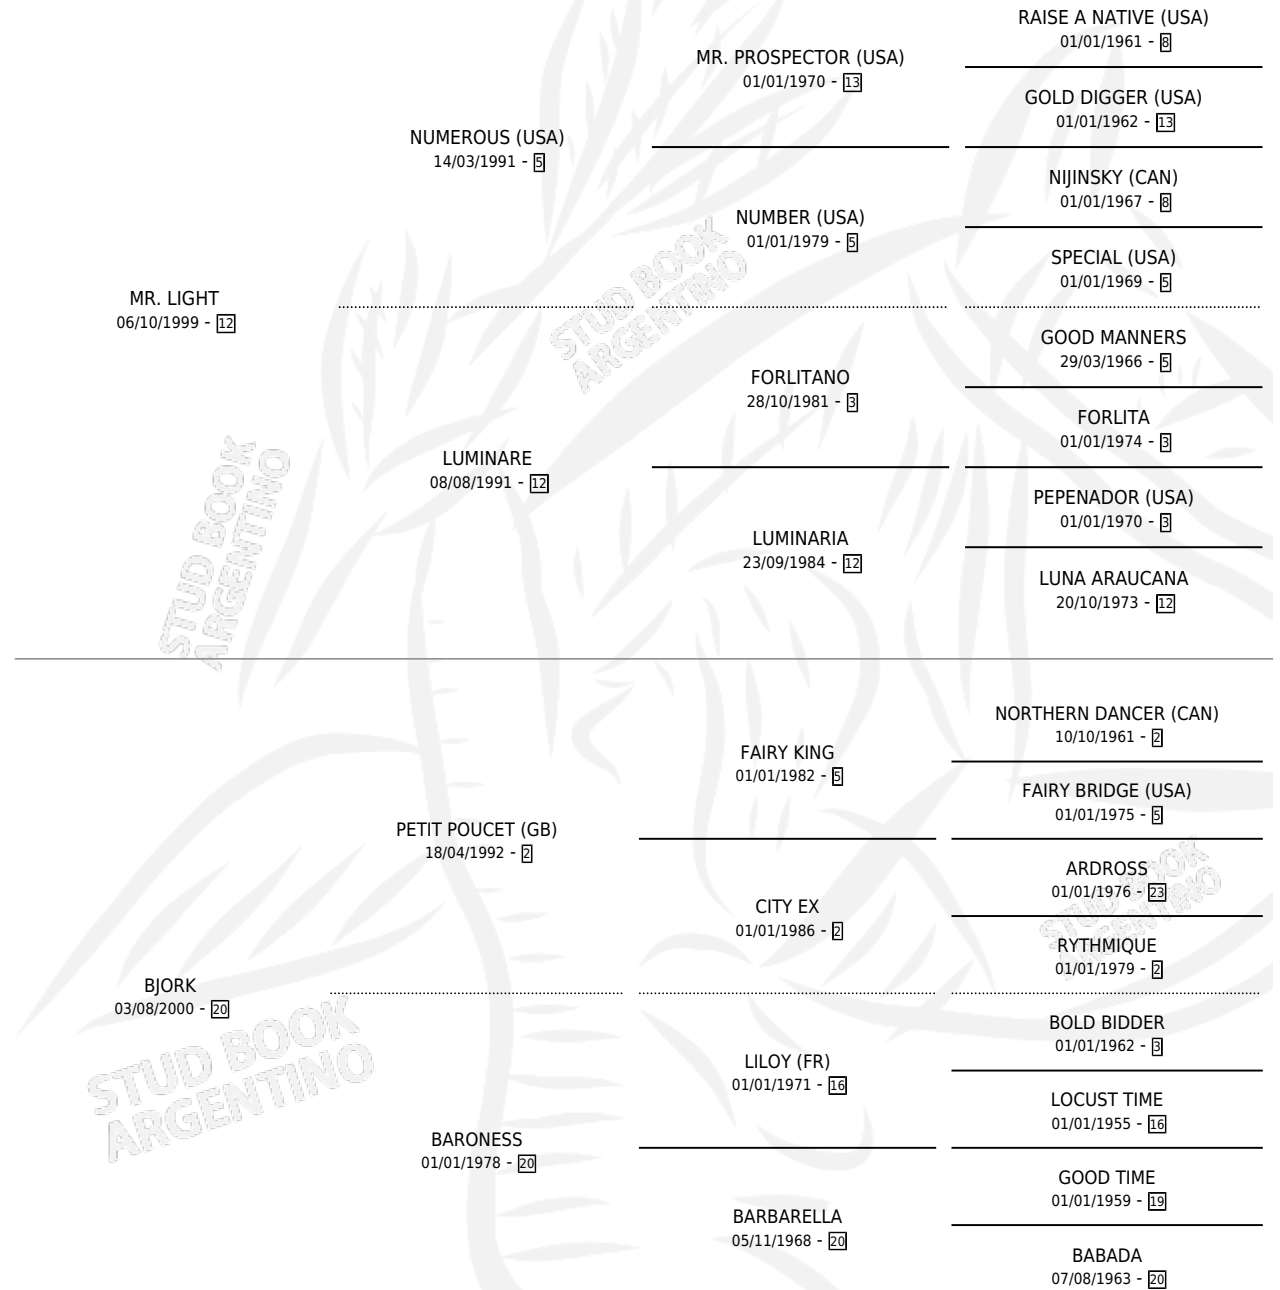 RAISE A NATIVE (USA)
01/01/1961 - 8
MR. PROSPECTOR (USA)
01/01/1970 - 13
GOLD DIGGER (USA)
01/01/1962 - 13
NUMEROUS (USA)
14/03/1991 - 5
NIJINSKY (CAN)
01/01/1967 - 8
NUMBER (USA)
01/01/1979 - 5
SPECIAL (USA)
01/01/1969 - 5
MR. LIGHT
06/10/1999 - 12
STUD BOOK
ARGENTINO
GOOD MANNERS
29/03/1966 - 5
FORLITANO
28/10/1981 - 3
FORLITA
01/01/1974 - 3
LUMINARE
08/08/1991 - 12
PEPENADOR (USA)
01/01/1970 - 3
LUMINARIA
23/09/1984 - 12
LUNA ARAUCANA
20/10/1973 - 12
STUD BOOK
ARGENTINO
NORTHERN DANCER (CAN)
10/10/1961 - 2
FAIRY KING
01/01/1982 - 5
FAIRY BRIDGE (USA)
01/01/1975 - 5
PETIT POUCET (GB)
18/04/1992 - 2
ARDROSS
01/01/1976 - 23
CITY EX
01/01/1986 - 2
RYTHMIQUE
01/01/1979 - 2
STUD BOOK
ARGENTINO
BJORK
03/08/2000 - 20
BOLD BIDDER
01/01/1962 - 3
LILOY (FR)
01/01/1971 - 16
LOCUST TIME
01/01/1955 - 16
STUD BOOK
ARGENTINO
BARONESS
01/01/1978 - 20
GOOD TIME
01/01/1959 - 19
BARBARELLA
05/11/1968 - 20
BABADA
07/08/1963 - 20